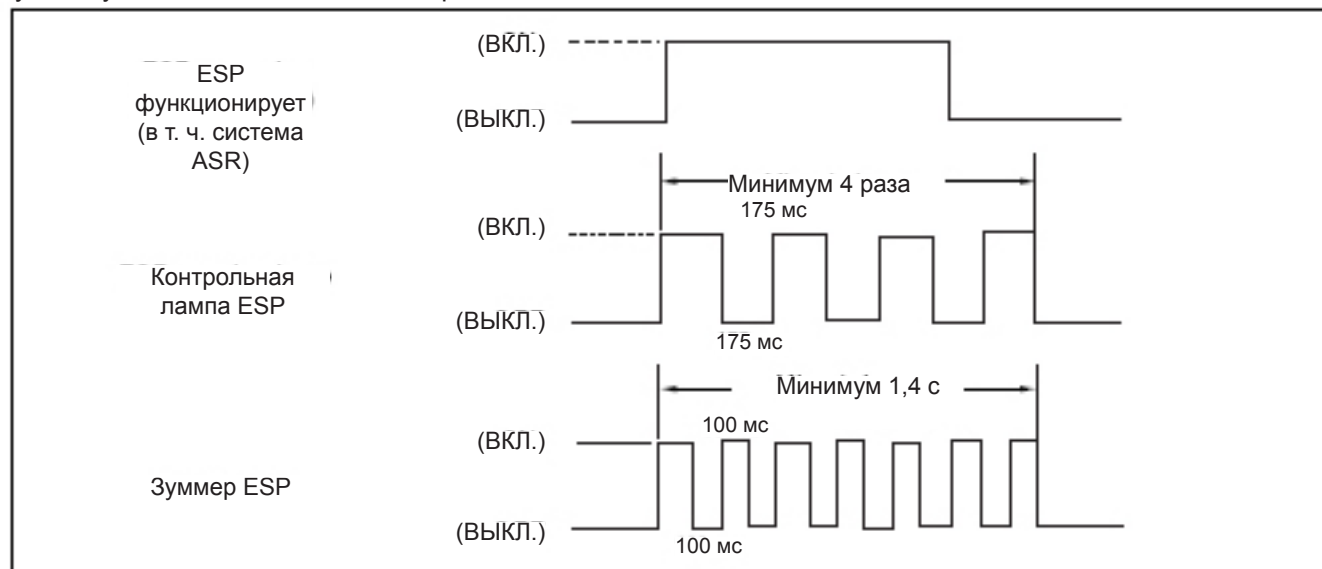 (ВКЛ.)
ESP
функционирует
(в т. ч. система
ASR)
(ВЫКЛ.)
Минимум 4 раза
175 мс
(ВКЛ.)
Контрольная
лампа ESP
(ВЫКЛ.)
175 мс
Минимум 1,4 с
100 мс
(ВКЛ.)
Зуммер ESP
(ВЫКЛ.)
100 мс